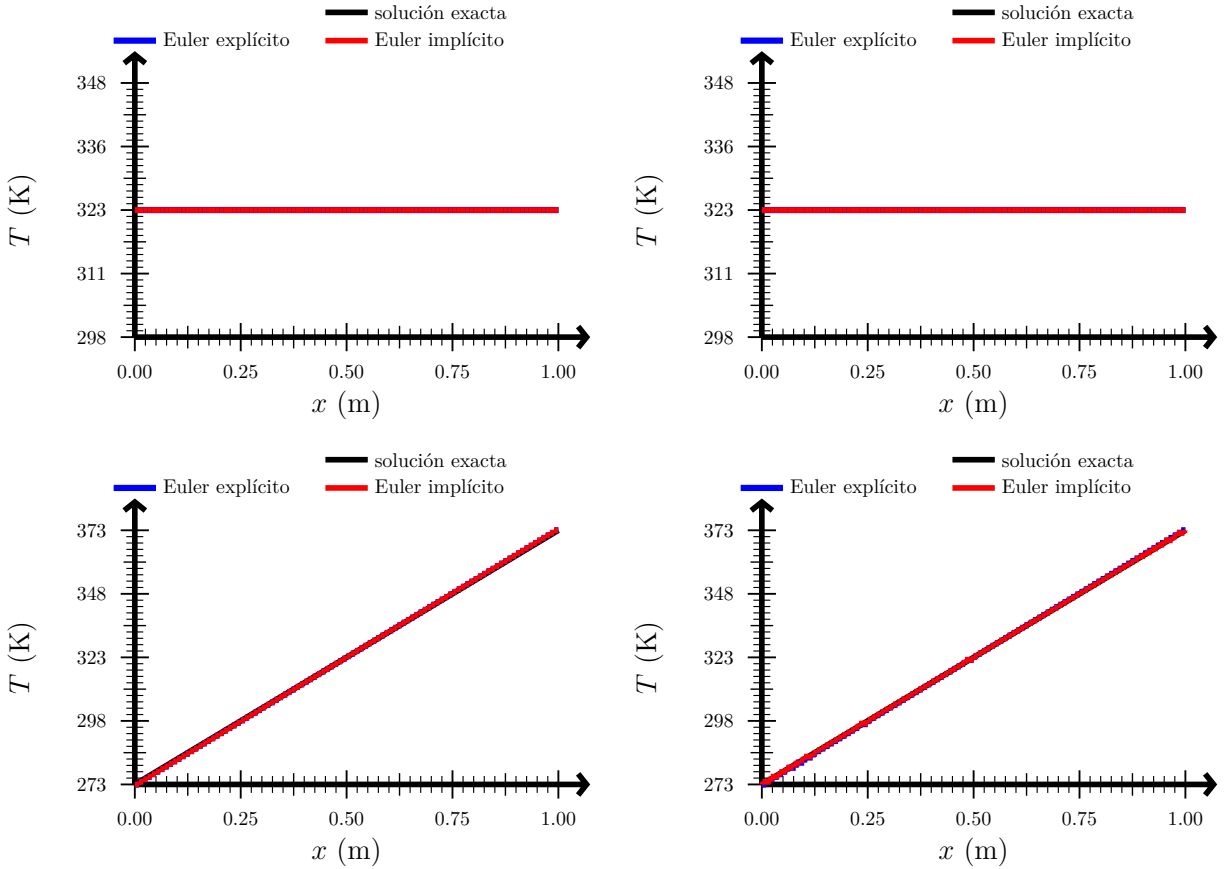 solución exacta
Euler explícito Euler implícito
348
336
323
311
298
T (K)
0.00 0.25 0.50 0.75 1.00
x (m)
solución exacta
Euler explícito Euler implícito
348
336
323
311
298
T (K)
0.00 0.25 0.50 0.75 1.00
x (m)
solución exacta
Euler explícito Euler implícito
373
348
323
298
273
T (K)
0.00 0.25 0.50 0.75 1.00
x (m)
solución exacta
Euler explícito Euler implícito
373
348
323
298
273
T (K)
0.00 0.25 0.50 0.75 1.00
x (m)